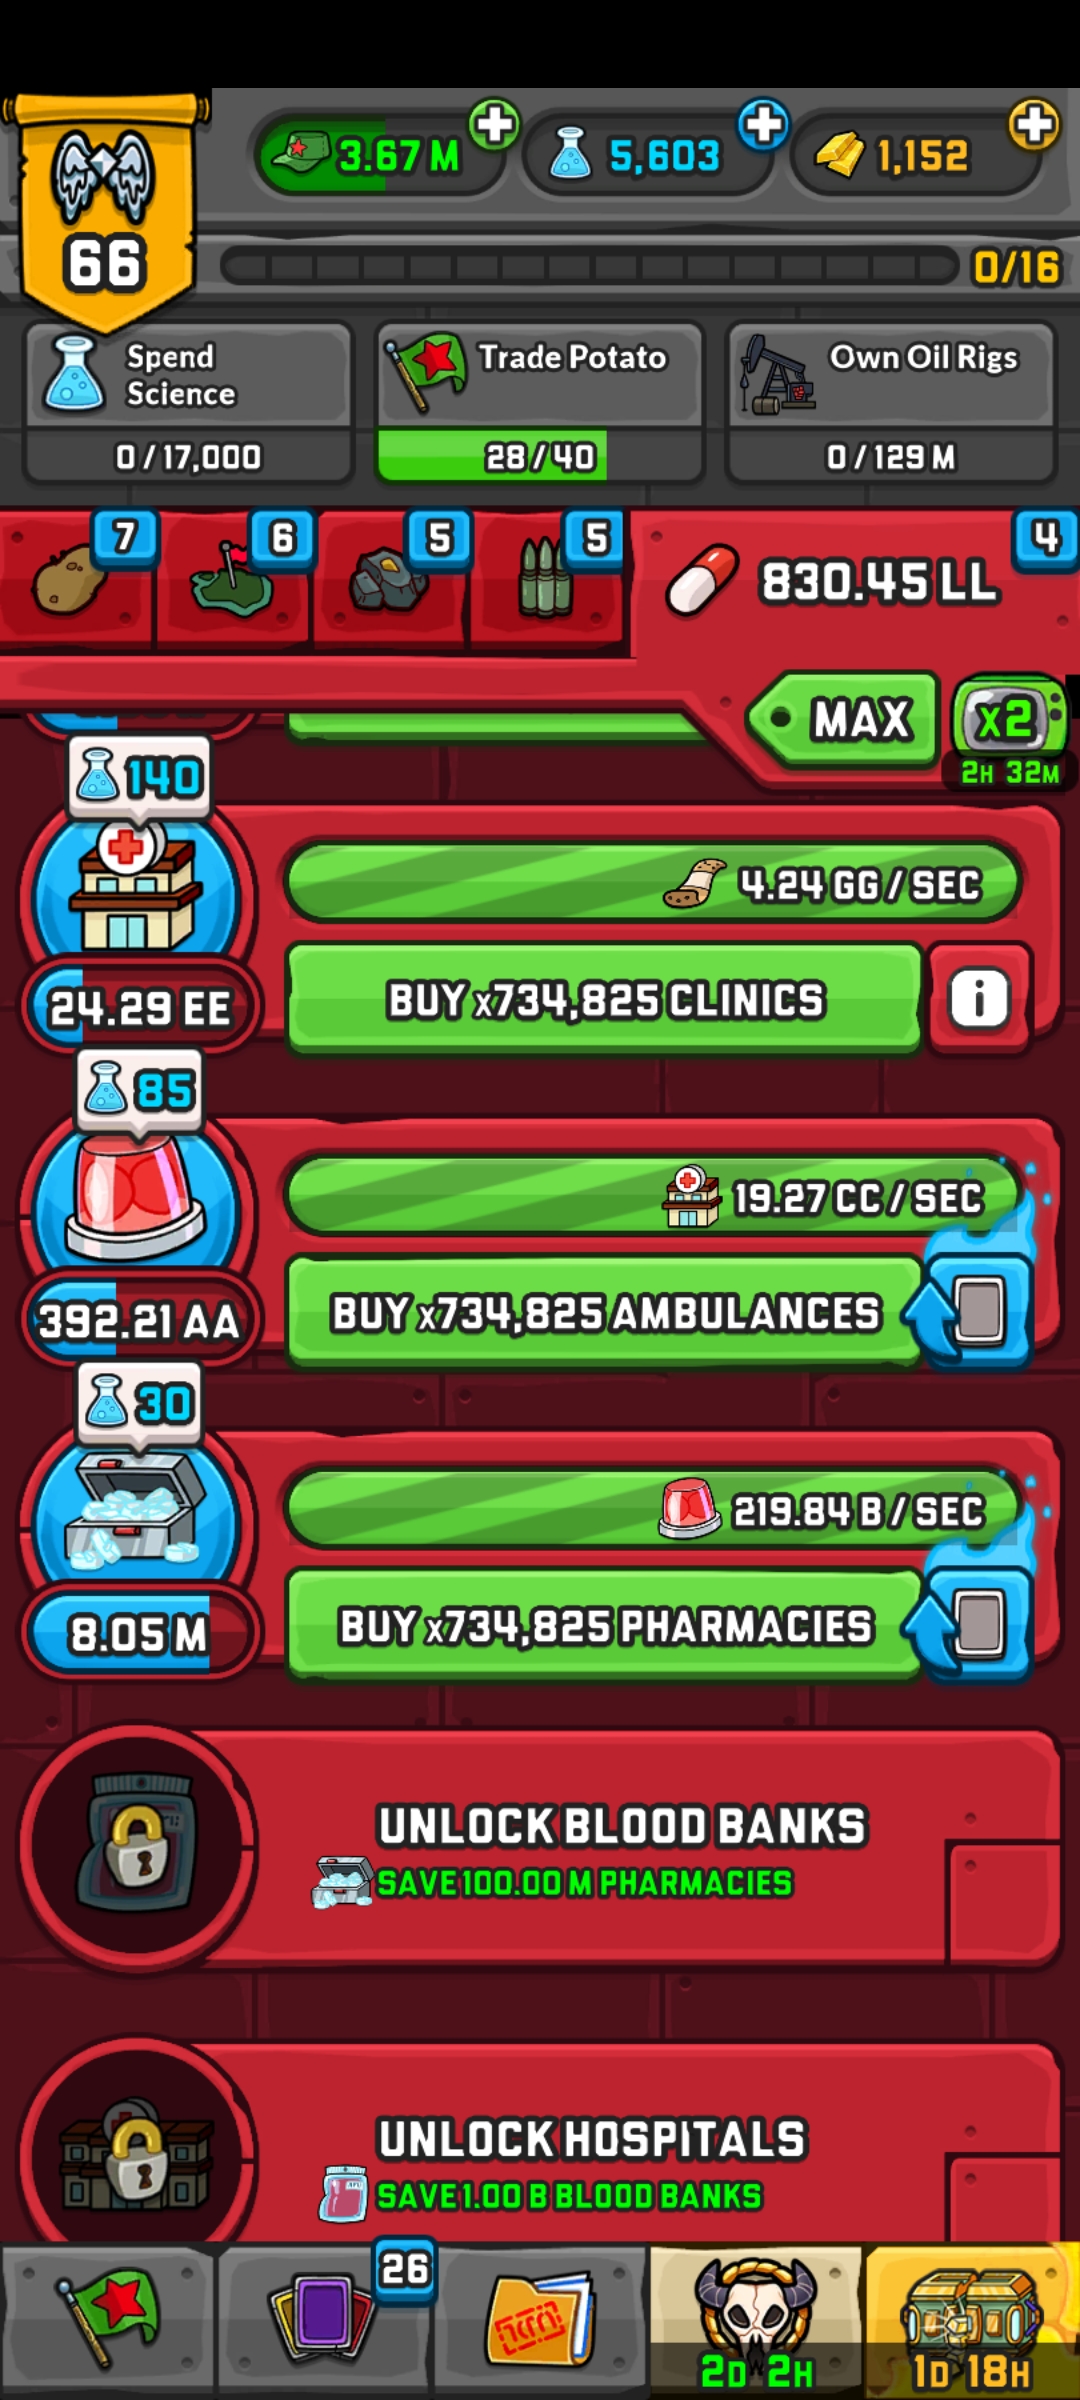 3.67 M
5,603
1,152
66
0/16
Spend
Science
0/17,000
Trade Potato
28/40
Own Oil Rigs
0/129 M
7
6
5
5
4
830.45 LL
MAX
x2
2H 32M
140
4.24 GG / SEC
24.29 EE
BUY x734,825 CLINICS
i
85
19.27 CC / SEC
392.21 AA
BUY x734,825 AMBULANCES
30
219.84 B / SEC
8.05 M
BUY x734,825 PHARMACIES
UNLOCK BLOOD BANKS
SAVE 100.00 M PHARMACIES
UNLOCK HOSPITALS
SAVE 1.00 B BLOOD BANKS
26
2D 2H
1D 18H